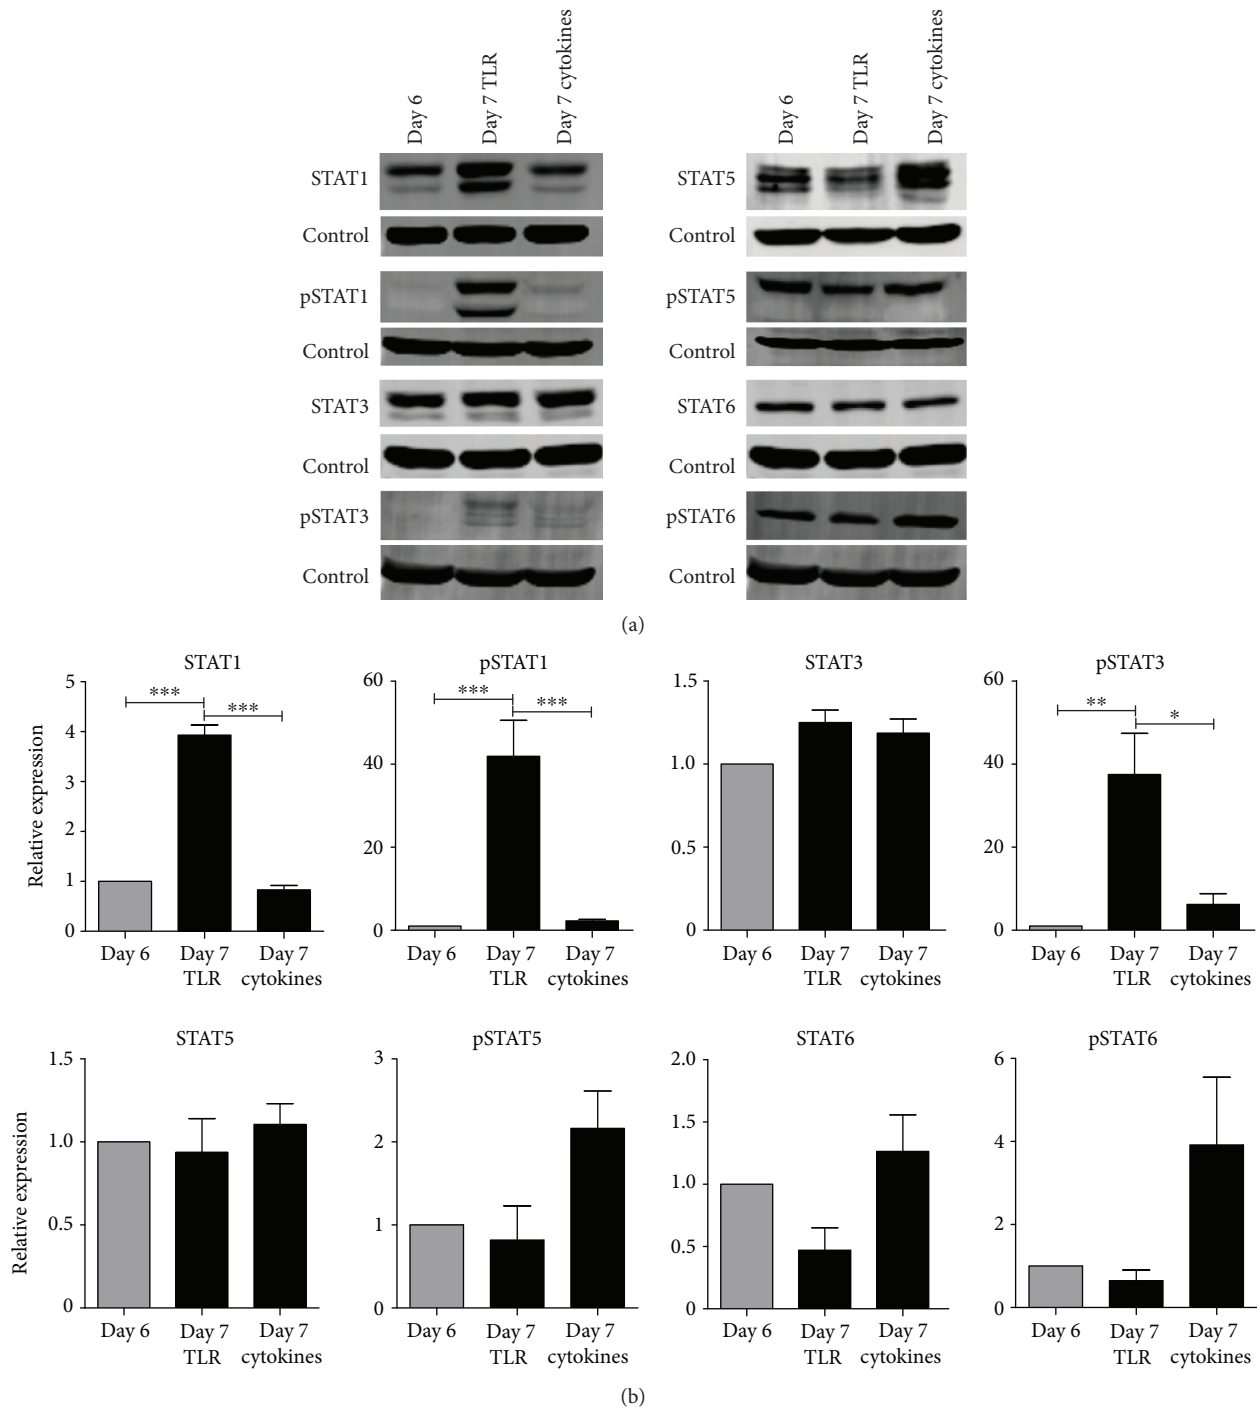 Day 6
Day 7 TLR
Day 7 cytokines
STAT1
Control
pSTAT1
Control
STAT3
Control
pSTAT3
Control
Day 6
Day 7 TLR
Day 7 cytokines
STAT5
Control
pSTAT5
Control
STAT6
Control
pSTAT6
Control
(a)
STAT1
Relative expression
5
4
4
2
1
0
***
***
Day 6
Day 7
TLR
Day 7
cytokines
pSTAT1
60
40
20
0
***
***
Day 6
Day 7
TLR
Day 7
cytokines
STAT3
1.5
1.0
0.5
0
Day 6
Day 7
TLR
Day 7
cytokines
pSTAT3
60
40
20
0
**
*
Day 6
Day 7
TLR
Day 7
cytokines
STAT5
Relative expression
1.5
1.0
0.5
0
Day 6
Day 7
TLR
Day 7
cytokines
pSTAT5
3
2
1
0
Day 6
Day 7
TLR
Day 7
cytokines
STAT6
2.0
1.5
1.0
0.5
0
Day 6
Day 7
TLR
Day 7
cytokines
pSTAT6
6
4
2
0
Day 6
Day 7
TLR
Day 7
cytokines
(b)